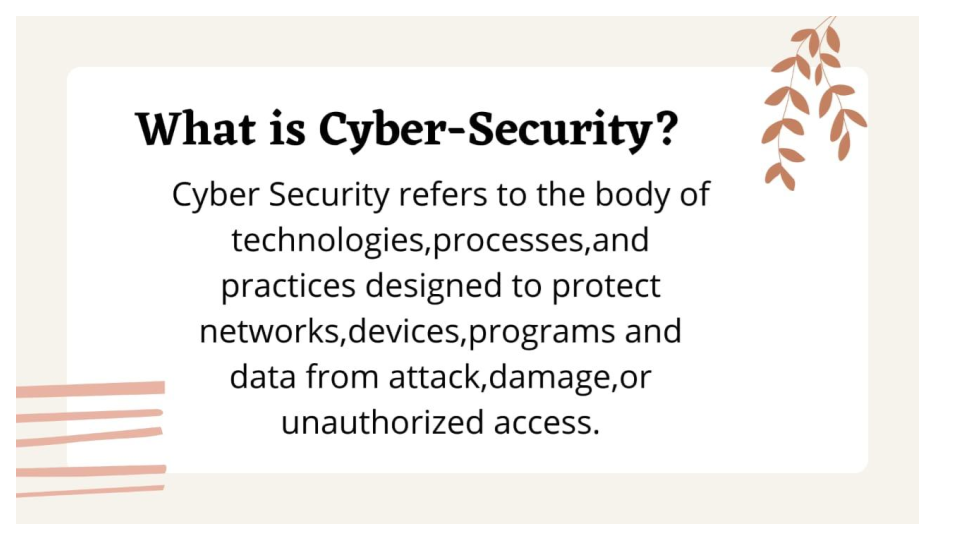 What is Cyber-Security?
Cyber Security refers to the body of
technologies,processes,and
practices designed to protect
networks,devices,programs and
data from attack,damage,or
unauthorized access.